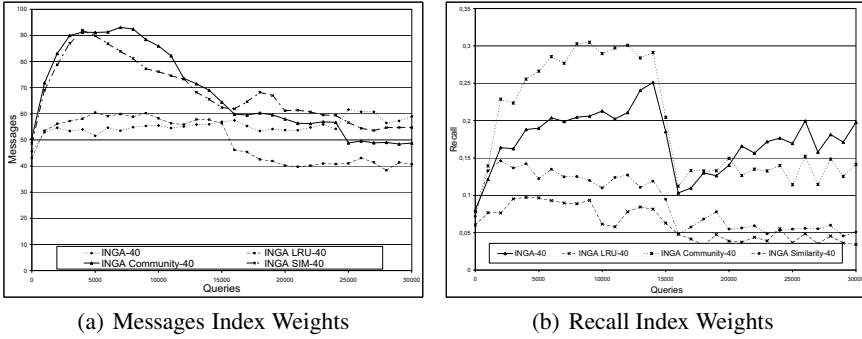 100
90
80
70
60
50
40
30
20
10
0
Messages
0 5000 10000 15000 20000 25000 30000
Queries
INGA-40 INGA LRU-40
INGA Community-40 INGA SIM-40
(a) Messages Index Weights
0,35
0,3
0,25
0,2
0,15
0,1
0,05
0
Recall
0 5000 10000 15000 20000 25000 30000
Queries
INGA-40 INGA LRU-40 INGA Community-40 INGA Similarity-40
(b) Recall Index Weights